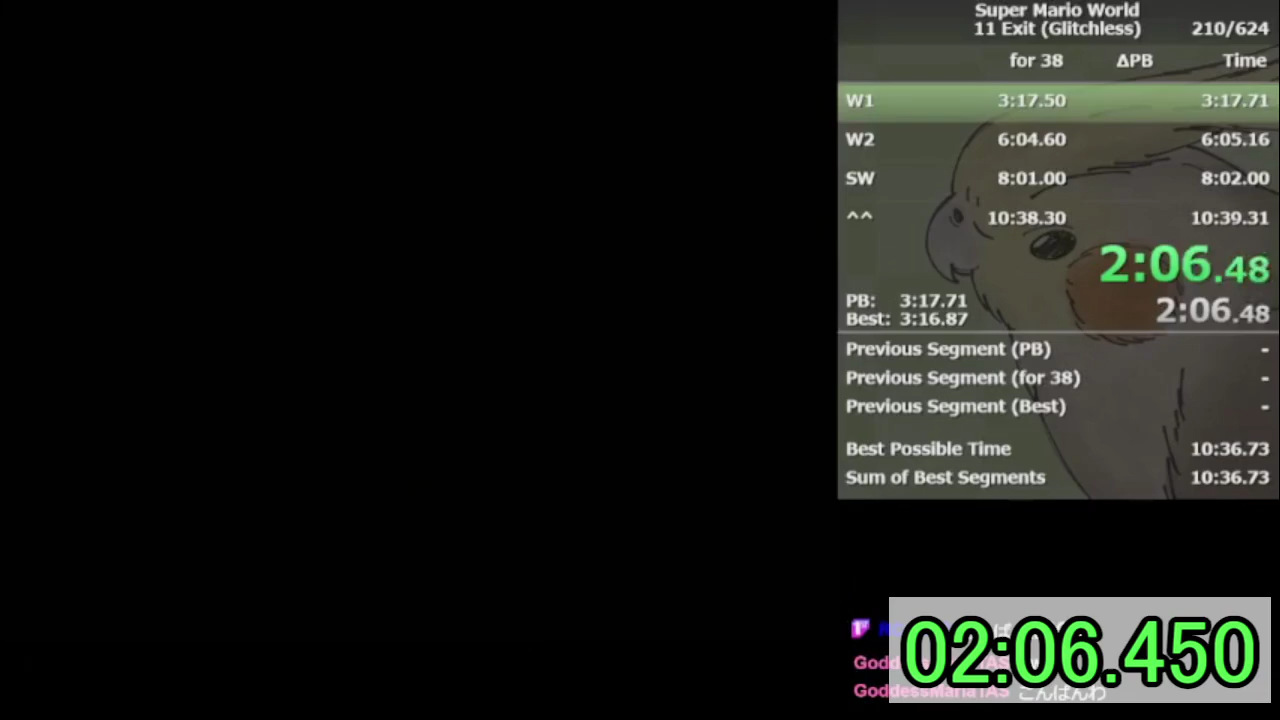 Super Mario World
11 Exit (Glitchless) 210/624
for 38 ΔPB Time
W1 3:17.50 3:17.71
W2 6:04.60 6:05.16
SW 8:01.00 8:02.00
^^ 10:38.30 10:39.31
2:06.48
PB: 3:17.71
Best: 3:16.87
2:06.48
Previous Segment (PB) -
Previous Segment (for 38) -
Previous Segment (Best) -
Best Possible Time 10:36.73
Sum of Best Segments 10:36.73
02:06.450
こんばんわ